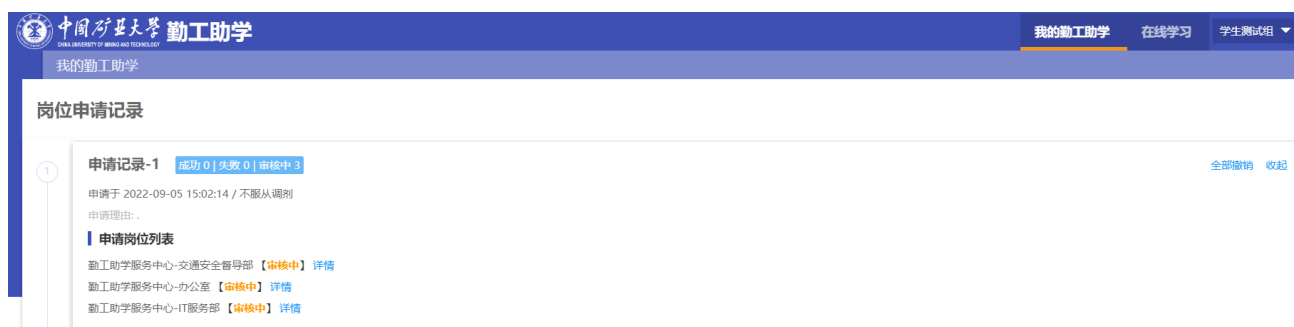 中国矿业大学 勤工助学
CHINA UNIVERSITY OF MINING AND TECHNOLOGY
我的勤工助学 在线学习 学生测试组
我的勤工助学
岗位申请记录
1 申请记录-1 成功 0 | 失败 0 | 审核中 3 全部撤销 收起
申请于 2022-09-05 15:02:14 / 不服从调剂
申请理由: .
申请岗位列表
勤工助学服务中心-交通安全督导部 【审核中】 详情
勤工助学服务中心-办公室 【审核中】 详情
勤工助学服务中心-IT服务部 【审核中】 详情